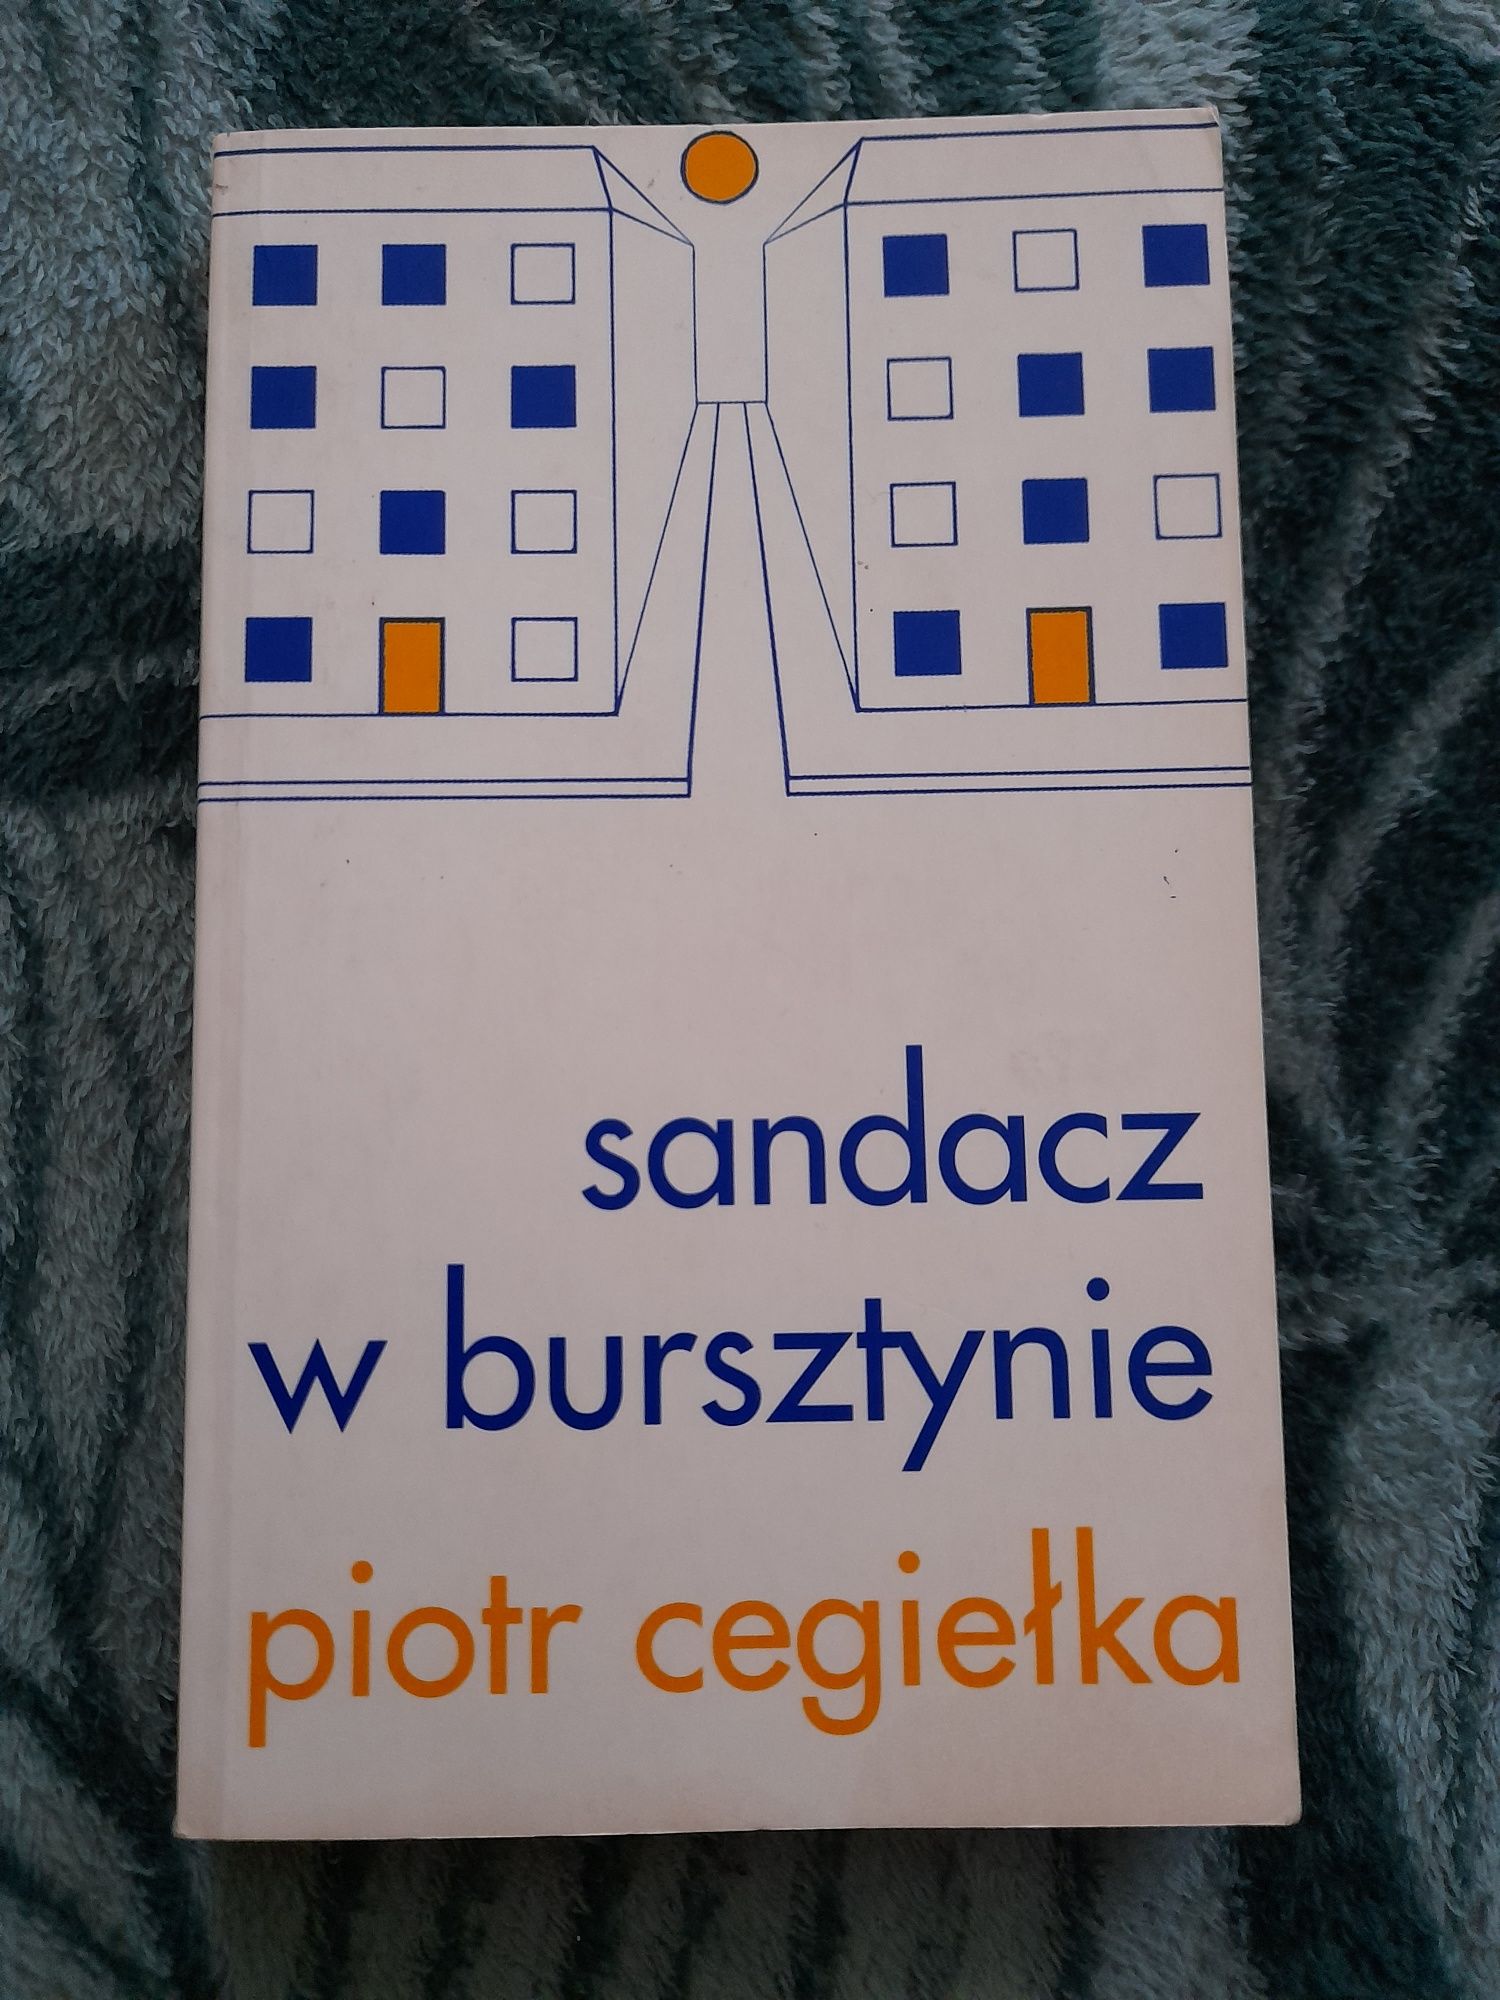 sandacz
w bursztynie
piotr cegiełka